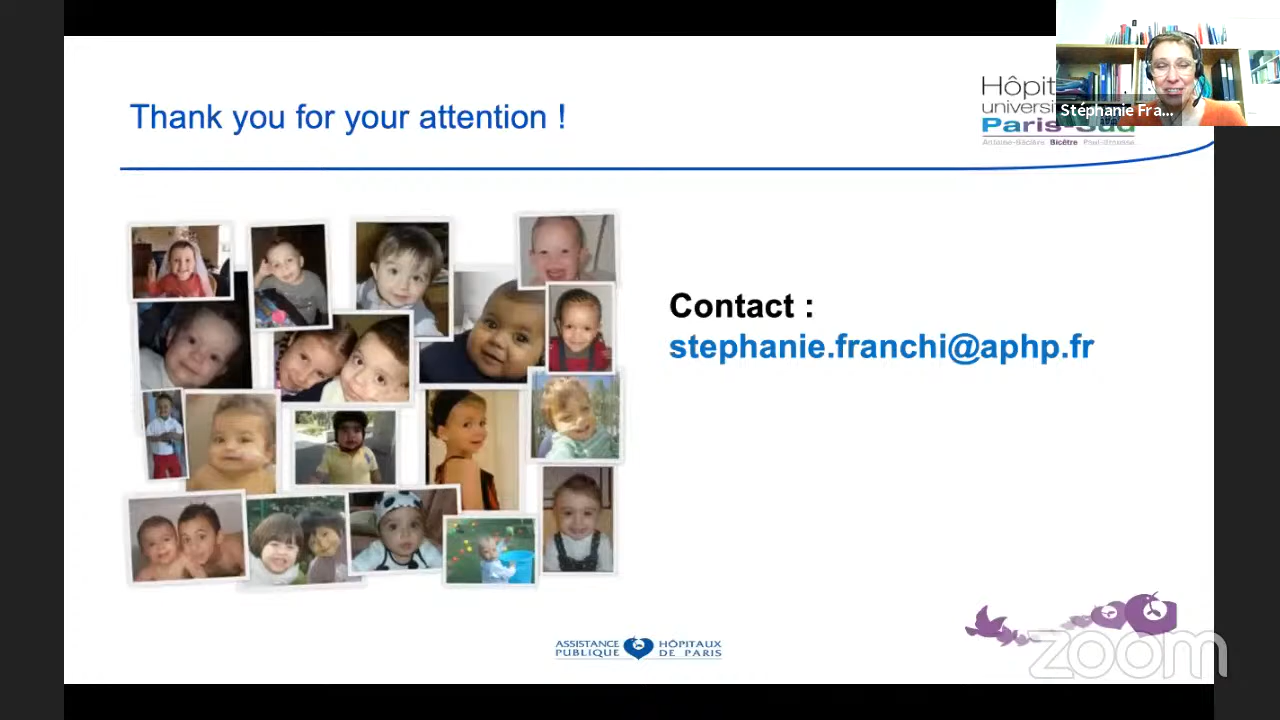 Thank you for your attention !
Hôpit
univers
Paris-Sud
Bicêtre
Stéphanie Fra...
Contact :
stephanie.franchi@aphp.fr
ASSISTANCE HÔPITAUX
PUBLIQUE DE PARIS
zoom